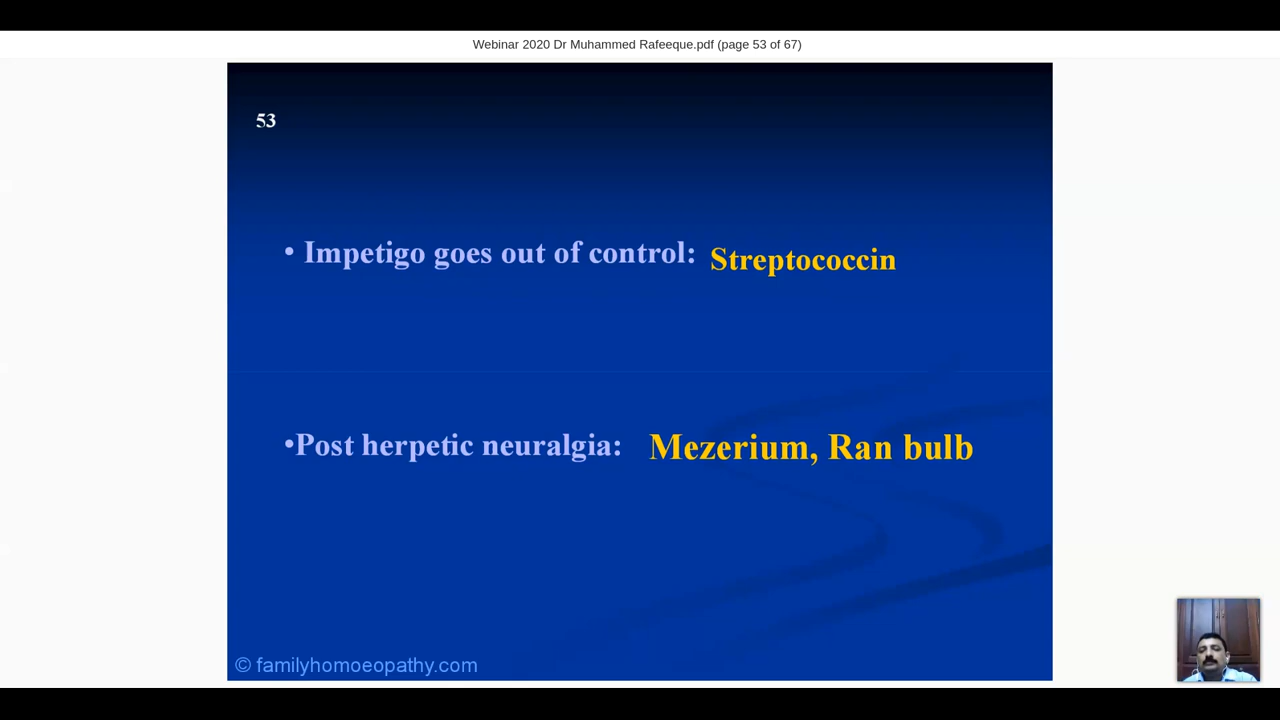 Webinar 2020 Dr Muhammed Rafeeque.pdf (page 53 of 67)
53
• Impetigo goes out of control: Streptococcin
•Post herpetic neuralgia: Mezerium, Ran bulb
© familyhomoeopathy.com